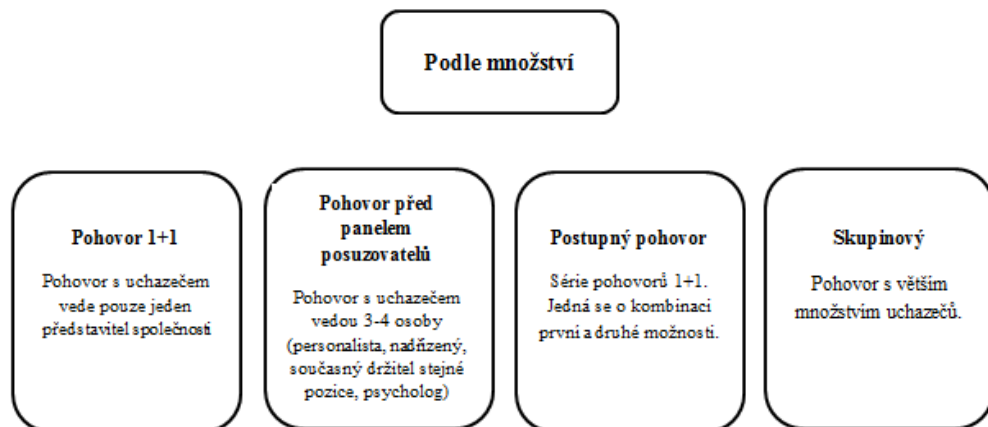 Podle množství
Pohovor 1+1
Pohovor s uchazečem
vede pouze jeden
představitel společnosti
Pohovor před
panelem
posuzovatelů
Pohovor s uchazečem
vedou 3-4 osoby
(personalista, nadřízený,
současný držitel stejné
pozice, psycholog)
Postupný pohovor
Série pohovorů 1+1.
Jedná se o kombinaci
první a druhé možnosti.
Skupinový
Pohovor s větším
množstvím uchazečů.